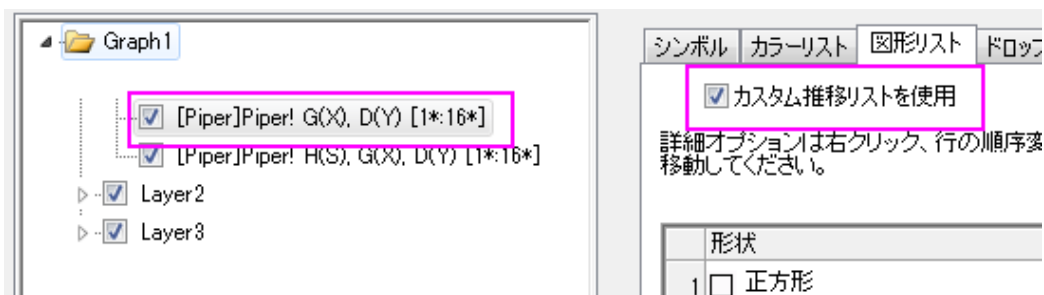 Graph1
[Piper]Piper! G(X), D(Y) [1*:16*]
[Piper]Piper! H(S), G(X), D(Y) [1*:16*]
Layer2
Layer3
シンボル カラーリスト 図形リスト ドロップ
カスタム推移リストを使用
詳細オプションは右クリック、行の順序変
移動してください。
形状
1 正方形